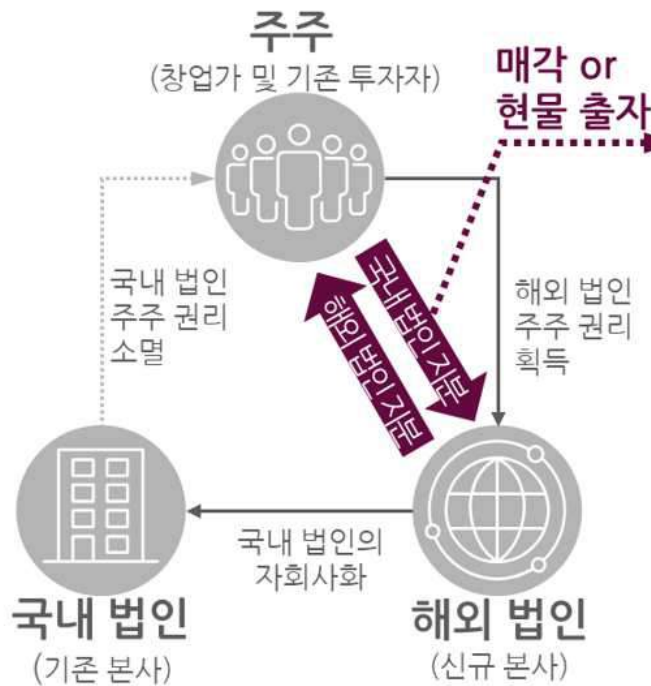 주주
(창업가 및 기존 투자자)
매각 or
현물 출자
국내 법인
주주 권리
소멸
국내 법인 지분
해외 법인 지분
해외 법인
주주 권리
획득
국내 법인의
자회사화
국내 법인
(기존 본사)
해외 법인
(신규 본사)